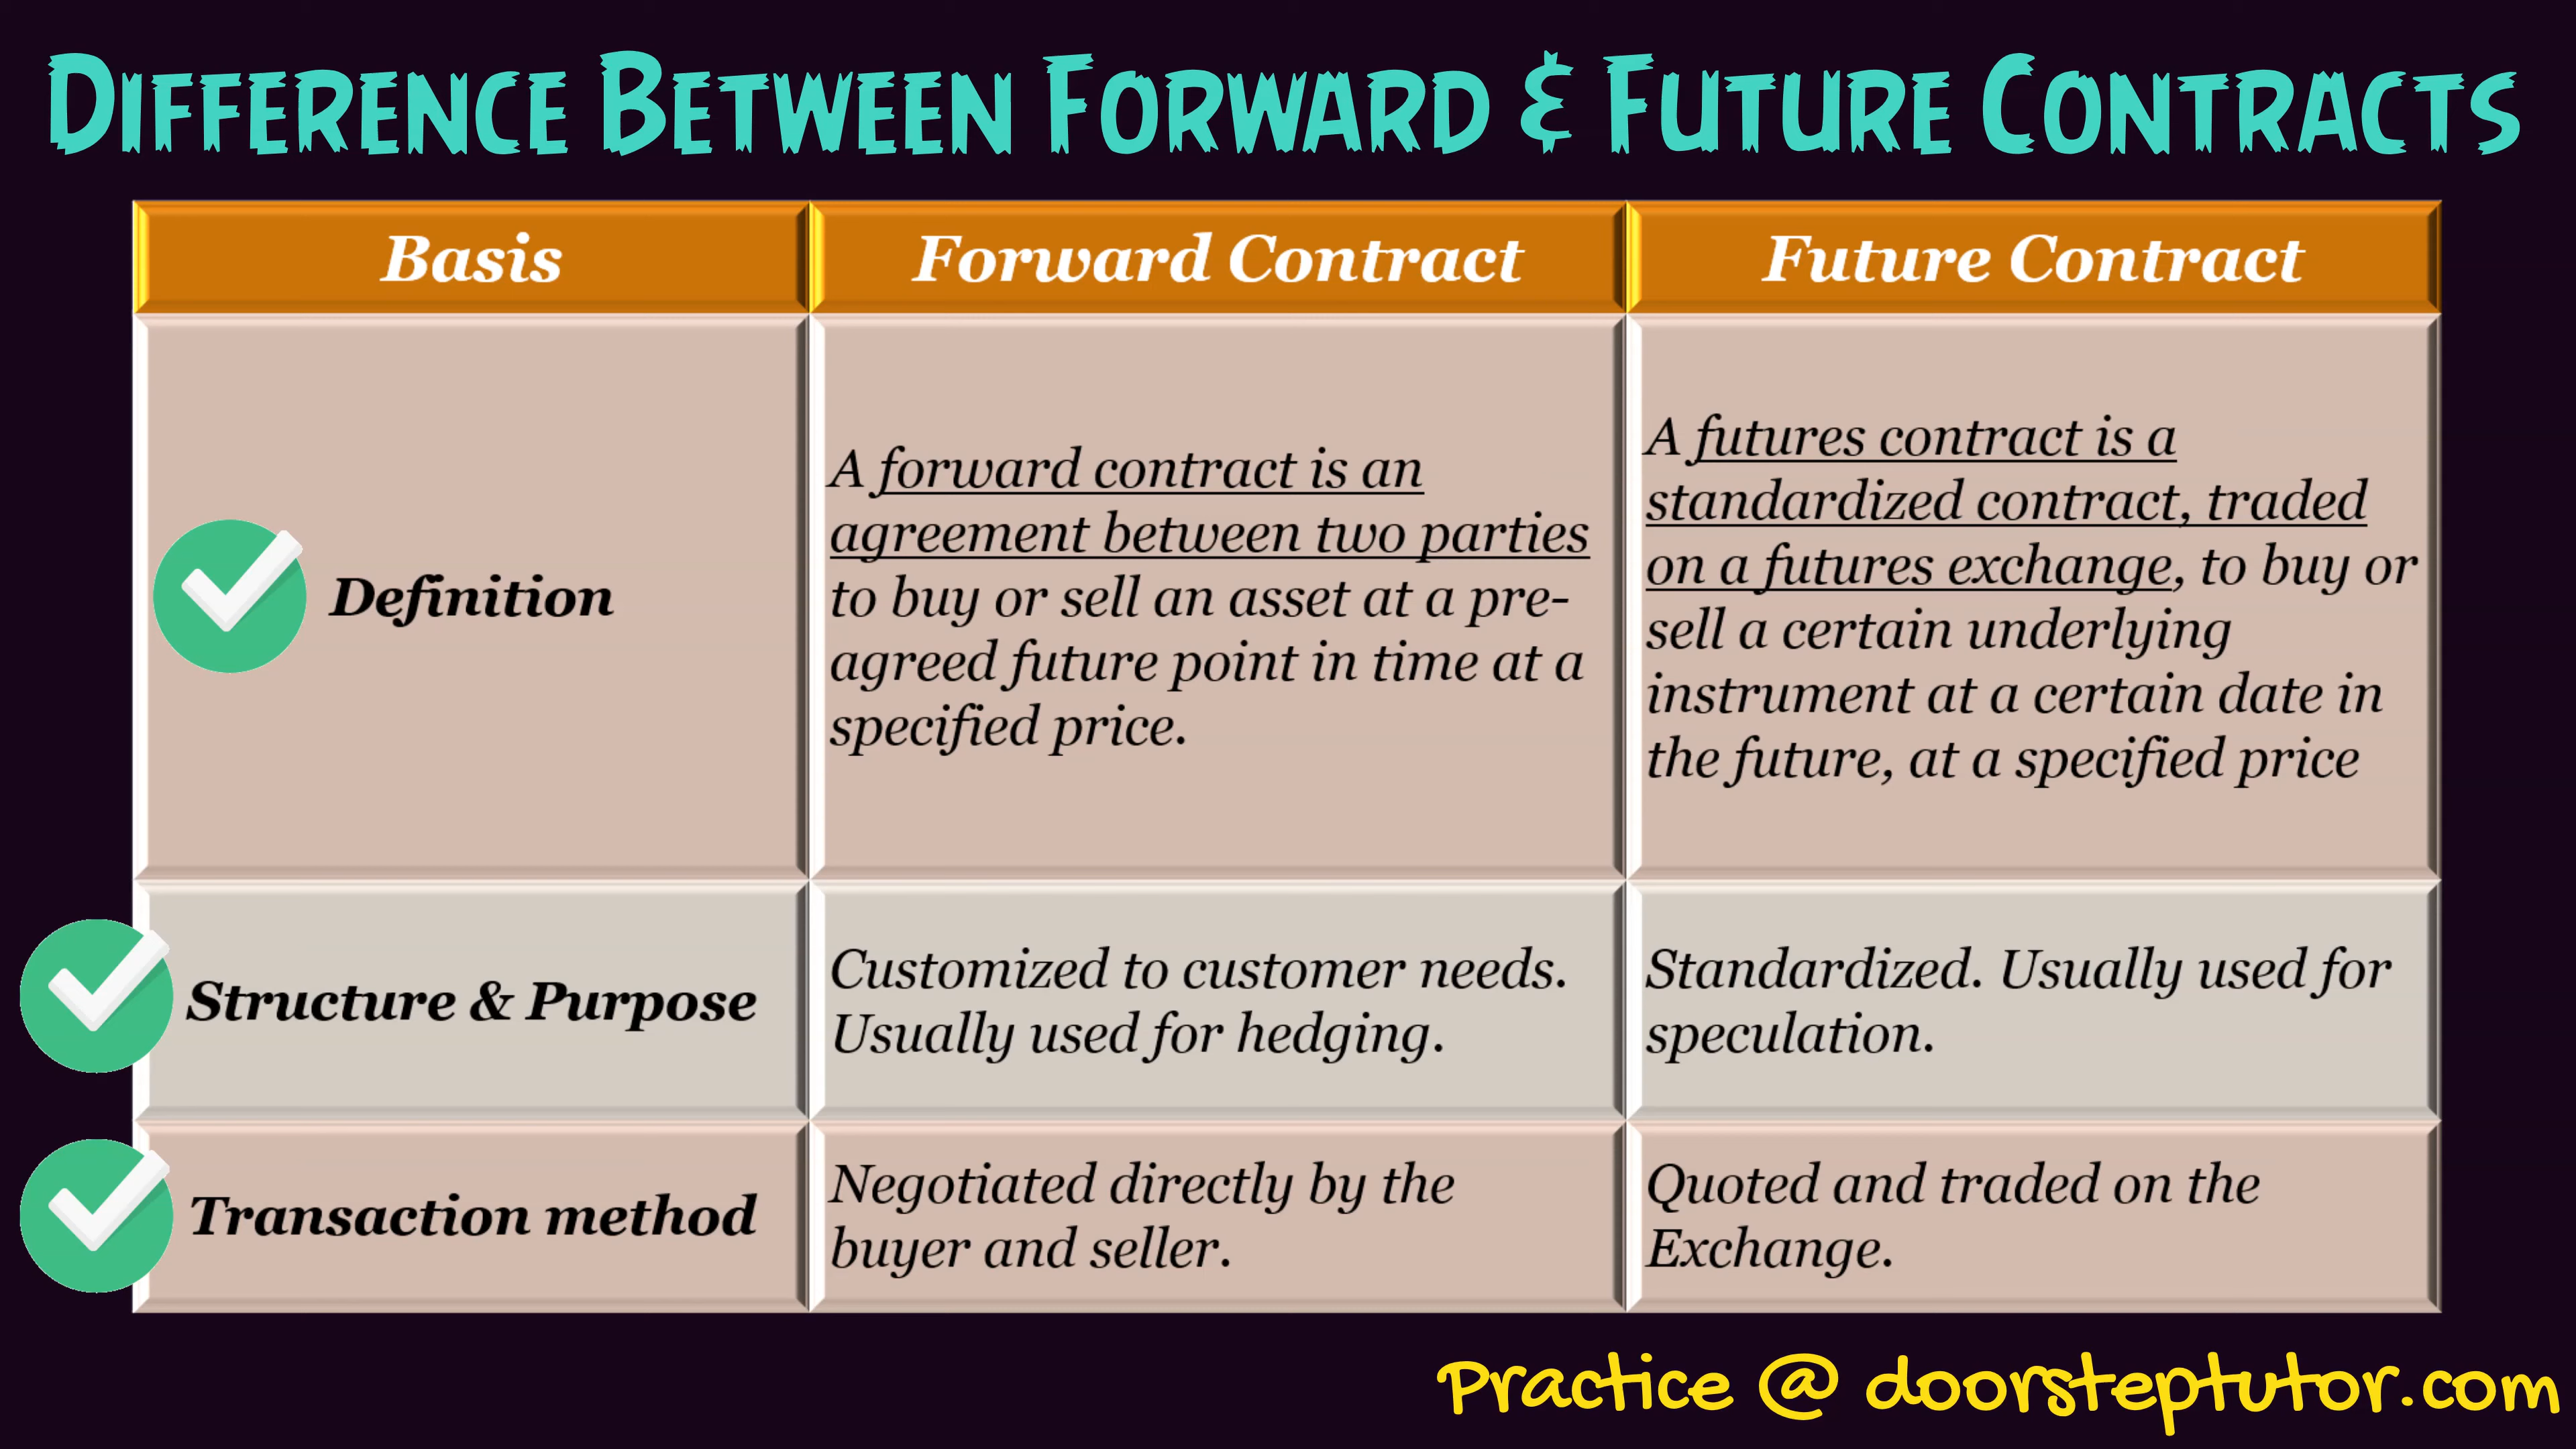 DIFFERENCE BETWEEN FORWARD & FUTURE CONTRACTS
Basis
Forward Contract
Future Contract
Definition
A forward contract is an
agreement between two parties
to buy or sell an asset at a pre-
agreed future point in time at a
specified price.
A futures contract is a
standardized contract, traded
on a futures exchange, to buy or
sell a certain underlying
instrument at a certain date in
the future, at a specified price
Structure & Purpose
Customized to customer needs.
Usually used for hedging.
Standardized. Usually used for
speculation.
Transaction method
Negotiated directly by the
buyer and seller.
Quoted and traded on the
Exchange.
Practice @ doorsteptutor.com